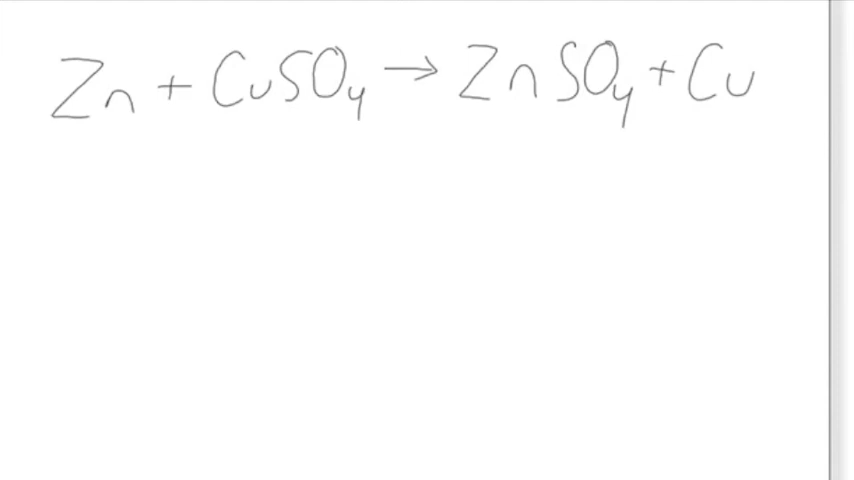 Zn + CuSO₄ → ZnSO₄ + Cu